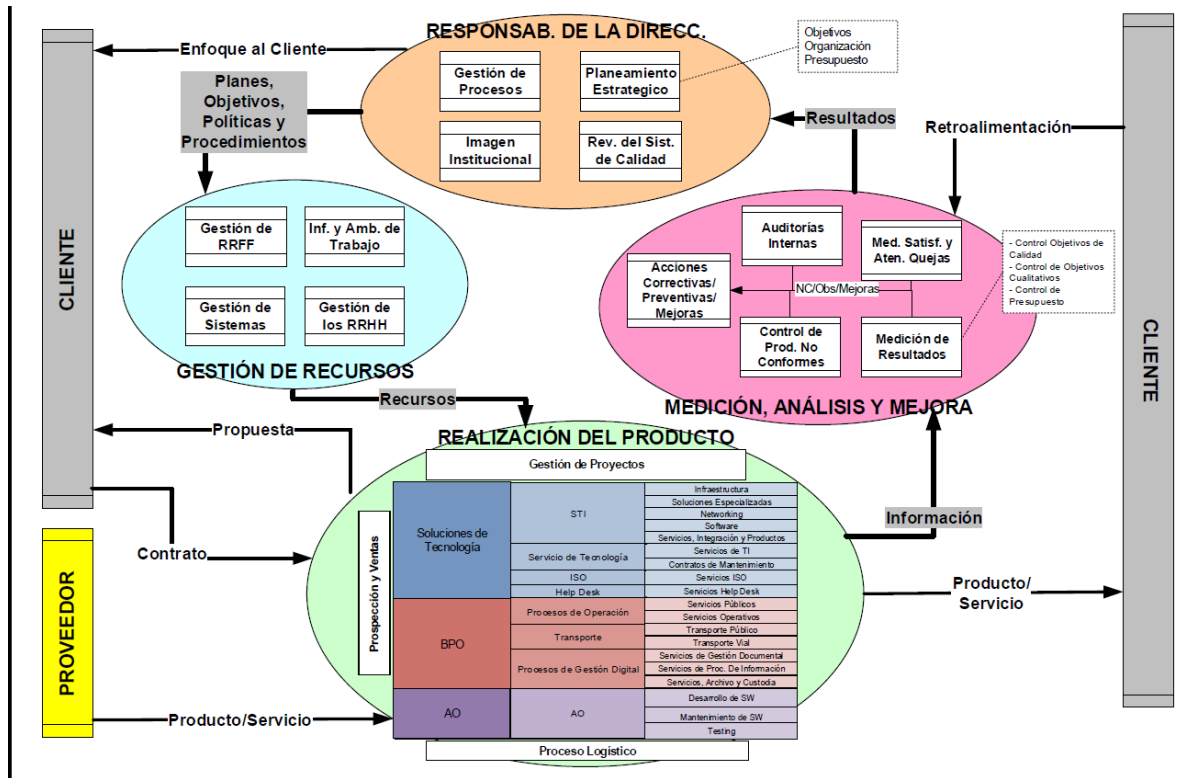 RESPONSAB. DE LA DIRECC.
Enfoque al Cliente
Objetivos
Organización
Presupuesto
Gestión de
Procesos
Planeamiento
Estrategico
Imagen
Institucional
Rev. del Sist.
de Calidad
Planes,
Objetivos,
Políticas y
Procedimientos
Resultados
Retroalimentación
CLIENTE
Gestión de
RRFF
Inf. y Amb. de
Trabajo
Gestión de
Sistemas
Gestión de
los RRHH
GESTIÓN DE RECURSOS
Auditorías
Internas
Med. Satisf. y
Aten. Quejas
Acciones
Correctivas/
Preventivas/
Mejoras
NC/Obs/Mejoras
Control de
Prod. No
Conformes
Medición de
Resultados
- Control Objetivos de
Calidad
- Control de Objetivos
Cualitativos
- Control de
Presupuesto
MEDICIÓN, ANÁLISIS Y MEJORA
CLIENTE
Recursos
Propuesta
REALIZACIÓN DEL PRODUCTO
Gestión de Proyectos
Contrato
Información
Prospección y Ventas
Soluciones de
Tecnología
STI
Infraestructura
Soluciones Especializadas
Networking
Software
Servicios, Integración y Productos
Servicio de Tecnología
Servicios de TI
Contratos de Mantenimiento
ISO
Servicios ISO
Help Desk
Servicios Help Desk
BPO
Procesos de Operación
Servicios Públicos
Servicios Operativos
Transporte
Transporte Público
Transporte Vial
Procesos de Gestión Digital
Servicios de Gestión Documental
Servicios de Proc. De Información
Servicios, Archivo y Custodia
AO
AO
Desarrollo de SW
Mantenimiento de SW
Testing
Proceso Logístico
PROVEEDOR
Producto/Servicio
Producto/
Servicio